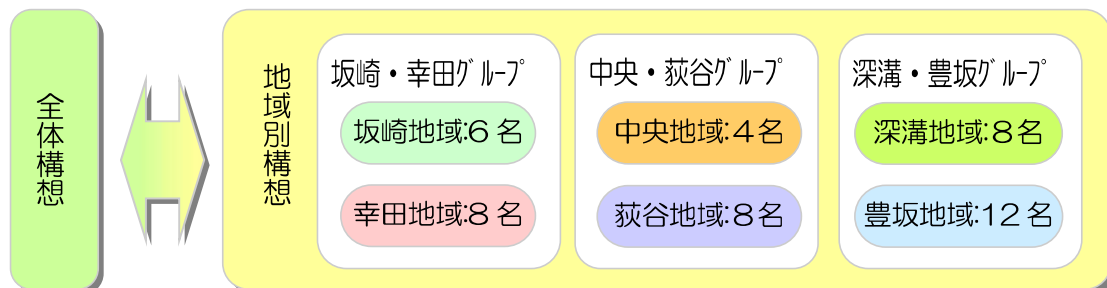 全体構想
地域別構想
坂崎・幸田ｸﾞﾙｰﾌﾟ
坂崎地域:6名
幸田地域:8名
中央・荻谷ｸﾞﾙｰﾌﾟ
中央地域:4名
荻谷地域:8名
深溝・豊坂ｸﾞﾙｰﾌﾟ
深溝地域:8名
豊坂地域:12名